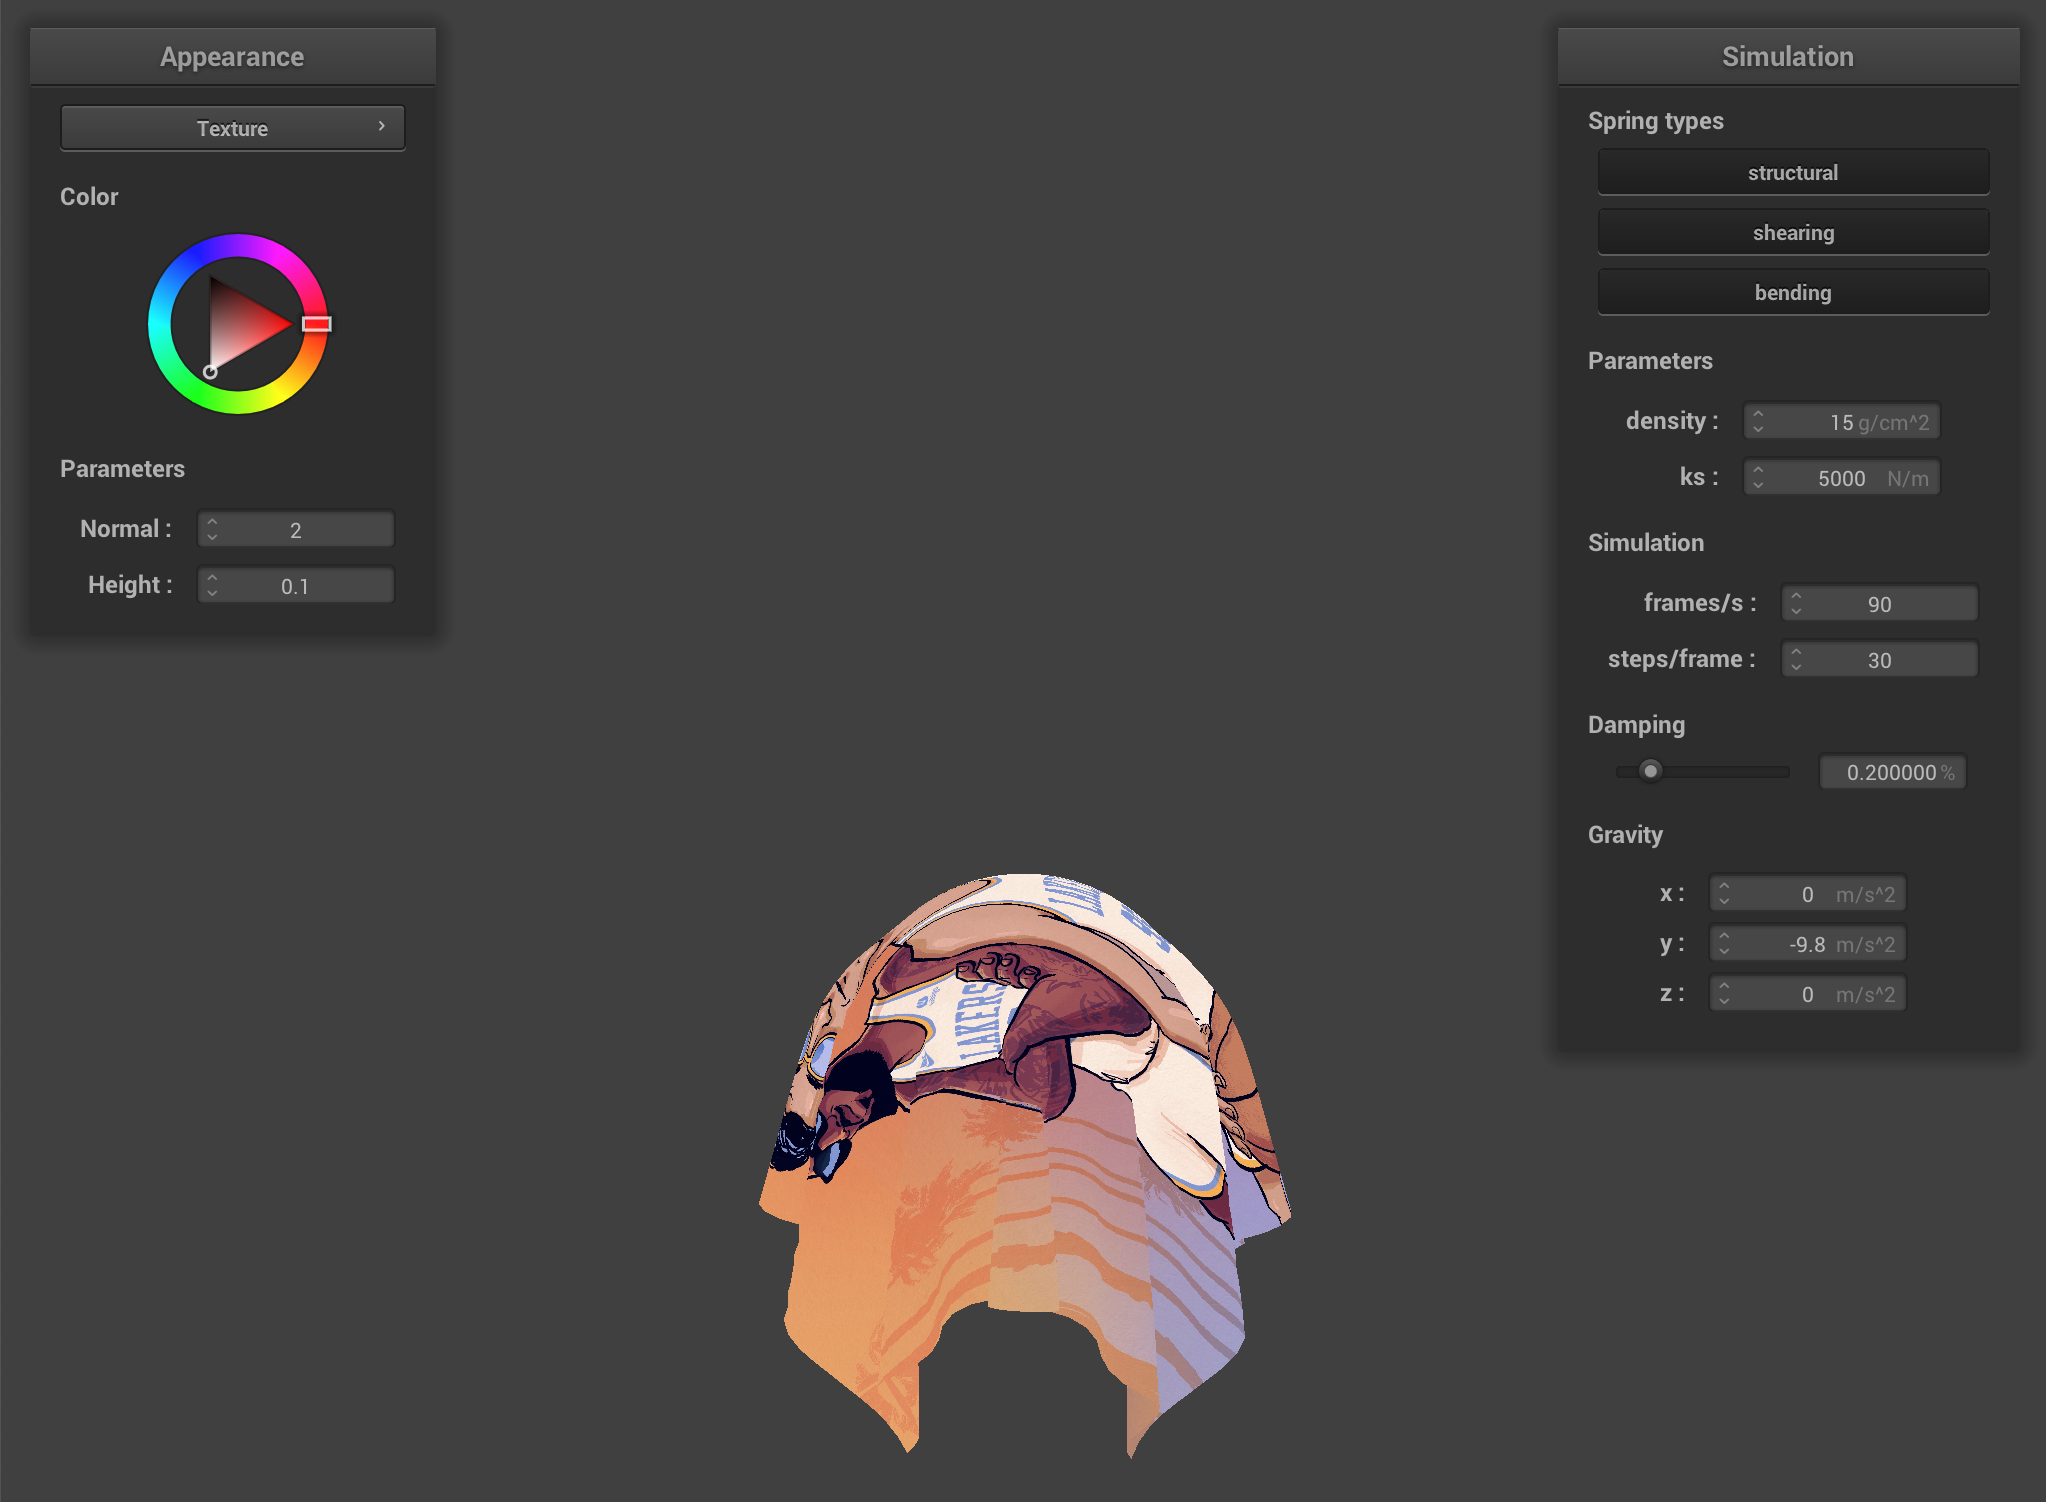 Appearance
Texture
Color
Parameters
Normal : 2
Height : 0.1
Simulation
Spring types
structural
shearing
bending
Parameters
density : 15 g/cm^2
ks : 5000 N/m
Simulation
frames/s : 90
steps/frame : 30
Damping
0.200000 %
Gravity
x : 0 m/s^2
y : -9.8 m/s^2
z : 0 m/s^2
LAKERS